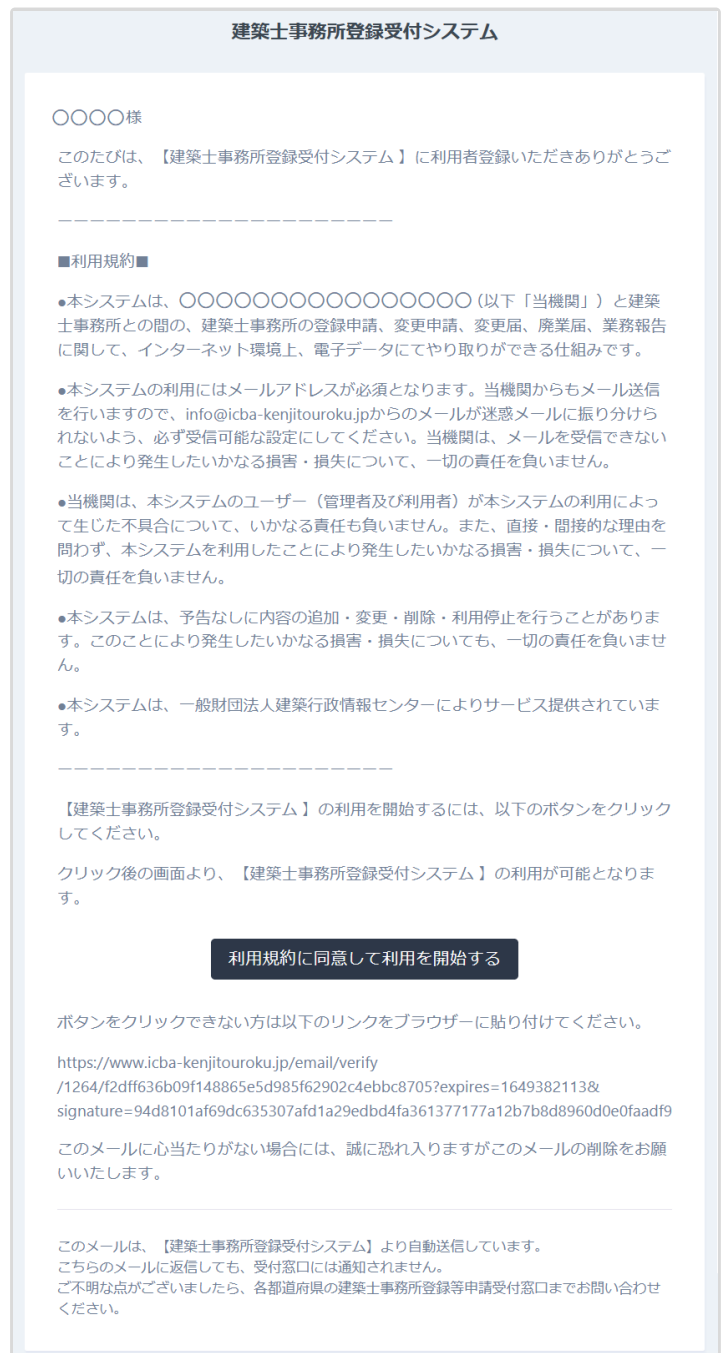 建築士事務所登録受付システム
〇〇〇〇様
このたびは、【建築士事務所登録受付システム 】に利用者登録いただきありがとうご
ざいます。
ーーーーーーーーーーーーーーーーーーーーー
■利用規約■
●本システムは、〇〇〇〇〇〇〇〇〇〇〇〇〇〇〇〇（以下「当機関」）と建築
士事務所との間の、建築士事務所の登録申請、変更申請、変更届、廃業届、業務報告
に関して、インターネット環境上、電子データにてやり取りができる仕組みです。
●本システムの利用にはメールアドレスが必須となります。当機関からもメール送信
を行いますので、info@icba-kenjitouroku.jpからのメールが迷惑メールに振り分けら
れないよう、必ず受信可能な設定にしてください。当機関は、メールを受信できない
ことにより発生したいかなる損害・損失について、一切の責任を負いません。
●当機関は、本システムのユーザー（管理者及び利用者）が本システムの利用によっ
て生じた不具合について、いかなる責任も負いません。また、直接・間接的な理由を
問わず、本システムを利用したことにより発生したいかなる損害・損失について、一
切の責任を負いません。
●本システムは、予告なしに内容の追加・変更・削除・利用停止を行うことがありま
す。このことにより発生したいかなる損害・損失についても、一切の責任を負いませ
ん。
●本システムは、一般財団法人建築行政情報センターによりサービス提供されていま
す。
ーーーーーーーーーーーーーーーーーーーーー
【建築士事務所登録受付システム 】の利用を開始するには、以下のボタンをクリック
してください。
クリック後の画面より、【建築士事務所登録受付システム 】の利用が可能となりま
す。
利用規約に同意して利用を開始する
ボタンをクリックできない方は以下のリンクをブラウザーに貼り付けてください。
https://www.icba-kenjitouroku.jp/email/verify
/1264/f2dff636b09f148865e5d985f62902c4ebbc8705?expires=1649382113&
signature=94d8101af69dc635307afd1a29edbd4fa361377177a12b7b8d8960d0e0faadf9
このメールに心当たりがない場合には、誠に恐れ入りますがこのメールの削除をお願
いいたします。
このメールは、【建築士事務所登録受付システム】より自動送信しています。
こちらのメールに返信しても、受付窓口には通知されません。
ご不明な点がございましたら、各都道府県の建築士事務所登録等申請受付窓口までお問い合わせ
ください。